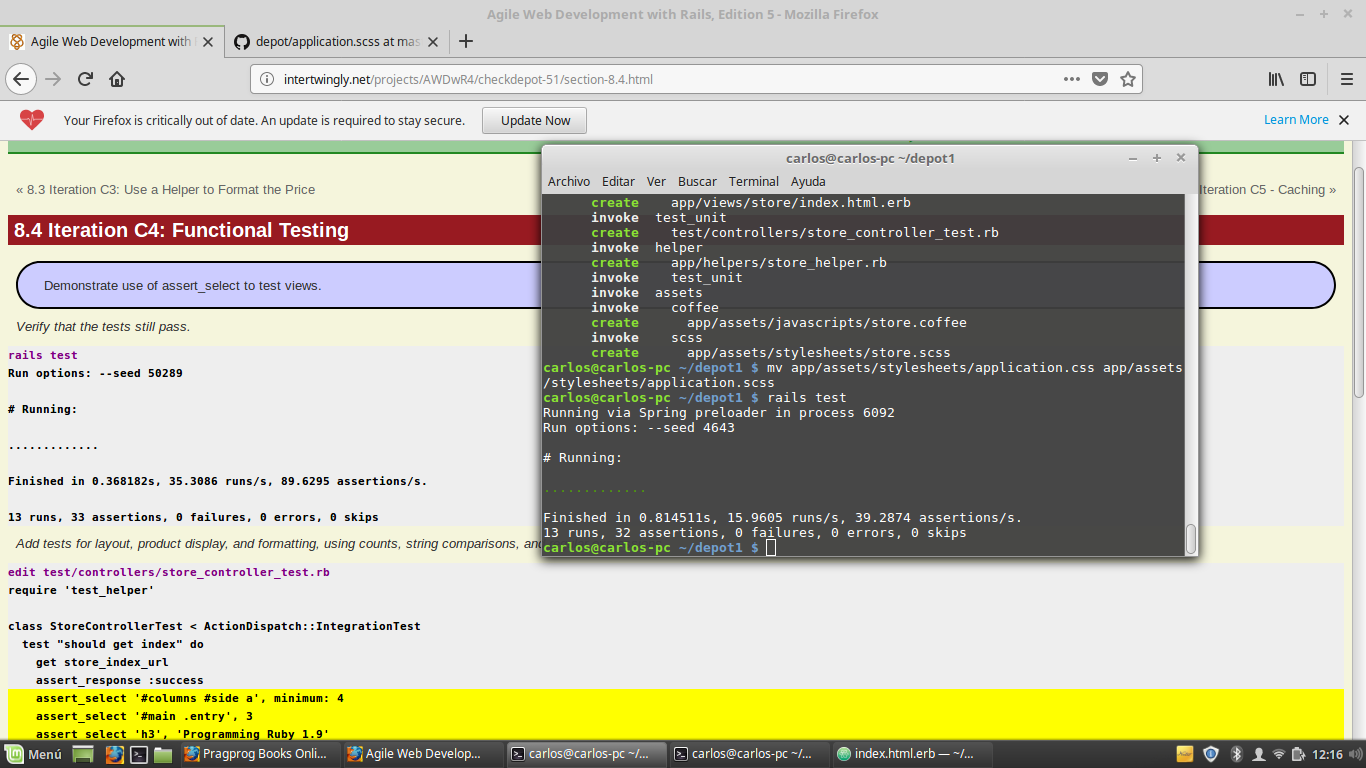 Agile Web Development with Rails, Edition 5 - Mozilla Firefox
Agile Web Development with
depot/application.scss at mas
intertwingly.net/projects/AWDwR4/checkdepot-51/section-8.4.html
Your Firefox is critically out of date. An update is required to stay secure.
Update Now
Learn More
« 8.3 Iteration C3: Use a Helper to Format the Price
Iteration C5 - Caching »
8.4 Iteration C4: Functional Testing
Demonstrate use of assert_select to test views.
Verify that the tests still pass.
rails test
Run options: --seed 50289
# Running:
.............
Finished in 0.368182s, 35.3086 runs/s, 89.6295 assertions/s.
13 runs, 33 assertions, 0 failures, 0 errors, 0 skips
Add tests for layout, product display, and formatting, using counts, string comparisons, an
edit test/controllers/store_controller_test.rb
require 'test_helper'
class StoreControllerTest < ActionDispatch::IntegrationTest
test "should get index" do
get store_index_url
assert_response :success
assert_select '#columns #side a', minimum: 4
assert_select '#main .entry', 3
assert_select 'h3', 'Programming Ruby 1.9'
carlos@carlos-pc ~/depot1
Archivo Editar Ver Buscar Terminal Ayuda
create app/views/store/index.html.erb
invoke test_unit
create test/controllers/store_controller_test.rb
invoke helper
create app/helpers/store_helper.rb
invoke test_unit
invoke assets
invoke coffee
create app/assets/javascripts/store.coffee
invoke scss
create app/assets/stylesheets/store.scss
carlos@carlos-pc ~/depot1 $ mv app/assets/stylesheets/application.css app/assets
/stylesheets/application.scss
carlos@carlos-pc ~/depot1 $ rails test
Running via Spring preloader in process 6092
Run options: --seed 4643
# Running:
.............
Finished in 0.814511s, 15.9605 runs/s, 39.2874 assertions/s.
13 runs, 32 assertions, 0 failures, 0 errors, 0 skips
carlos@carlos-pc ~/depot1 $
Menú
Pragprog Books Onli...
Agile Web Develop...
carlos@carlos-pc ~/...
carlos@carlos-pc ~/...
index.html.erb — ~/...
12:16